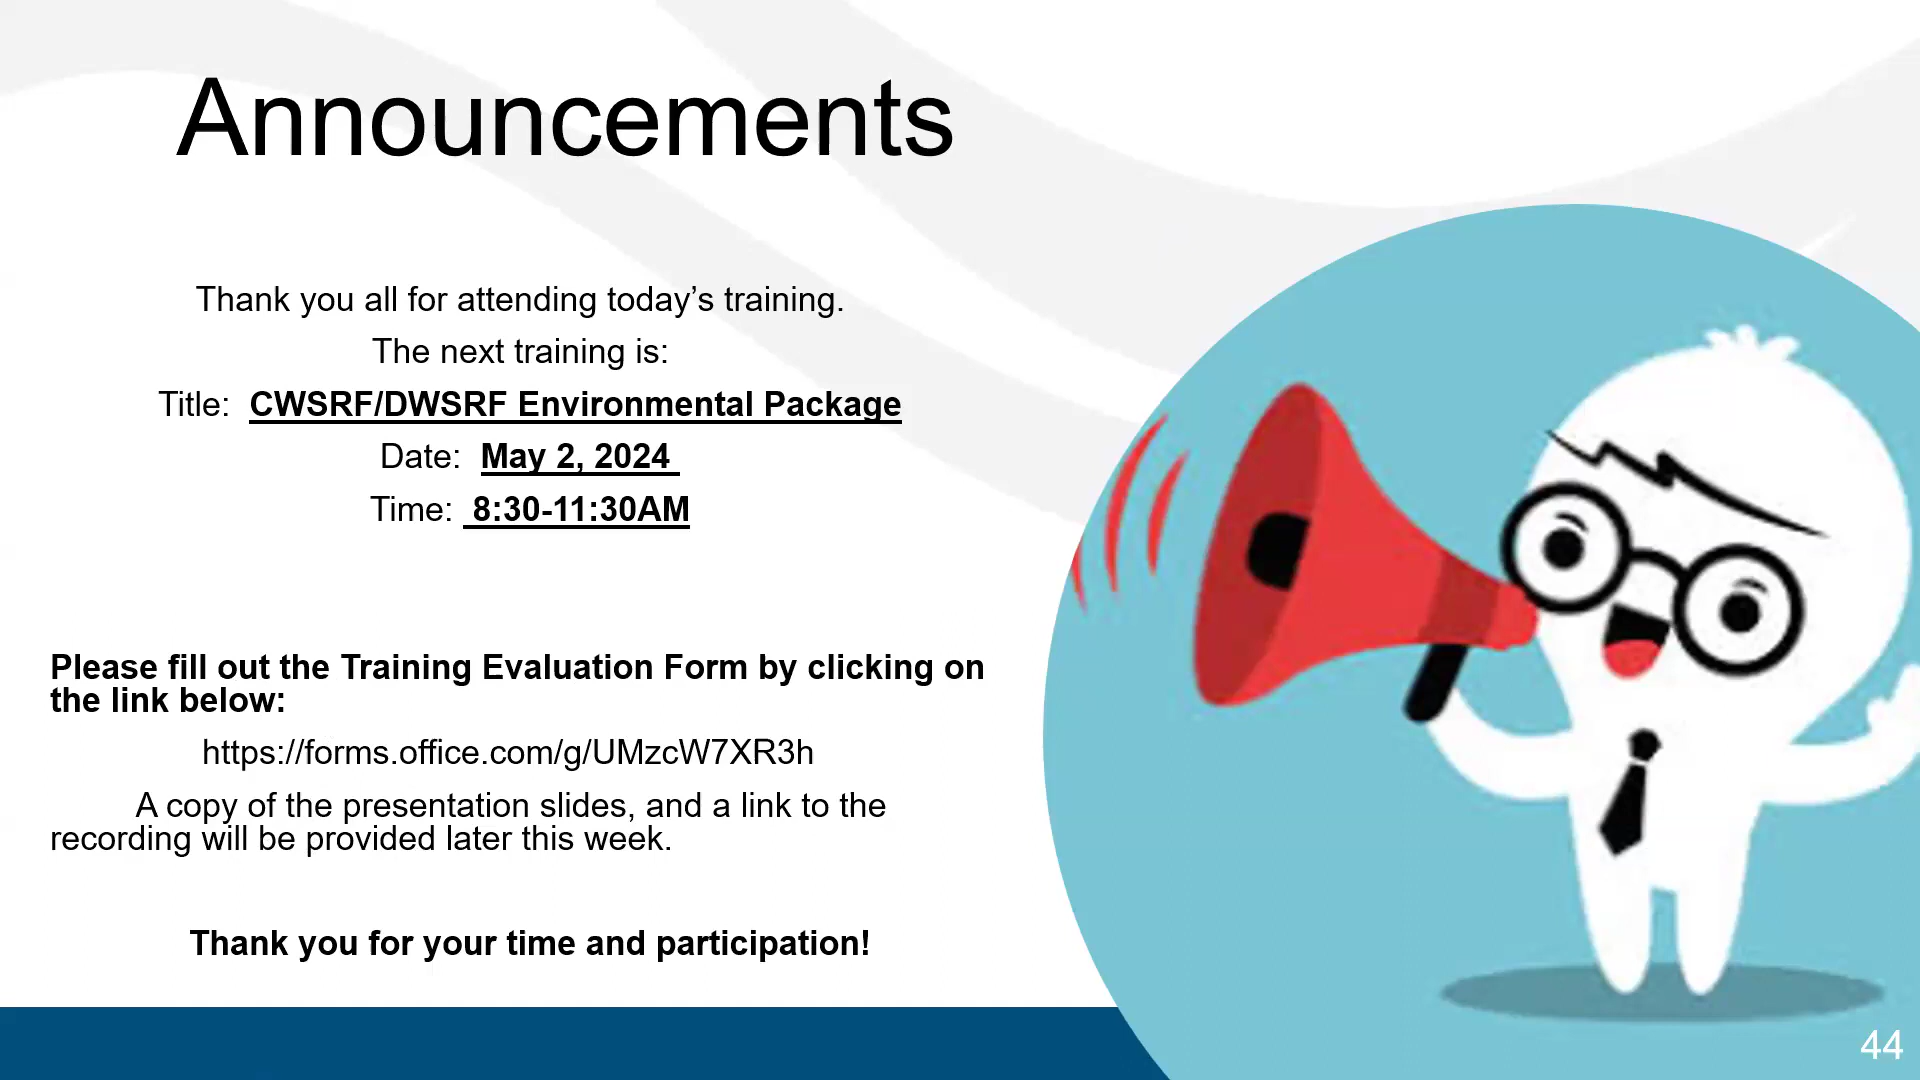 Announcements
Thank you all for attending today’s training.
The next training is:
Title: CWSRF/DWSRF Environmental Package
Date: May 2, 2024
Time: 8:30-11:30AM
Please fill out the Training Evaluation Form by clicking on
the link below:
https://forms.office.com/g/UMzcW7XR3h
A copy of the presentation slides, and a link to the
recording will be provided later this week.
Thank you for your time and participation!
44